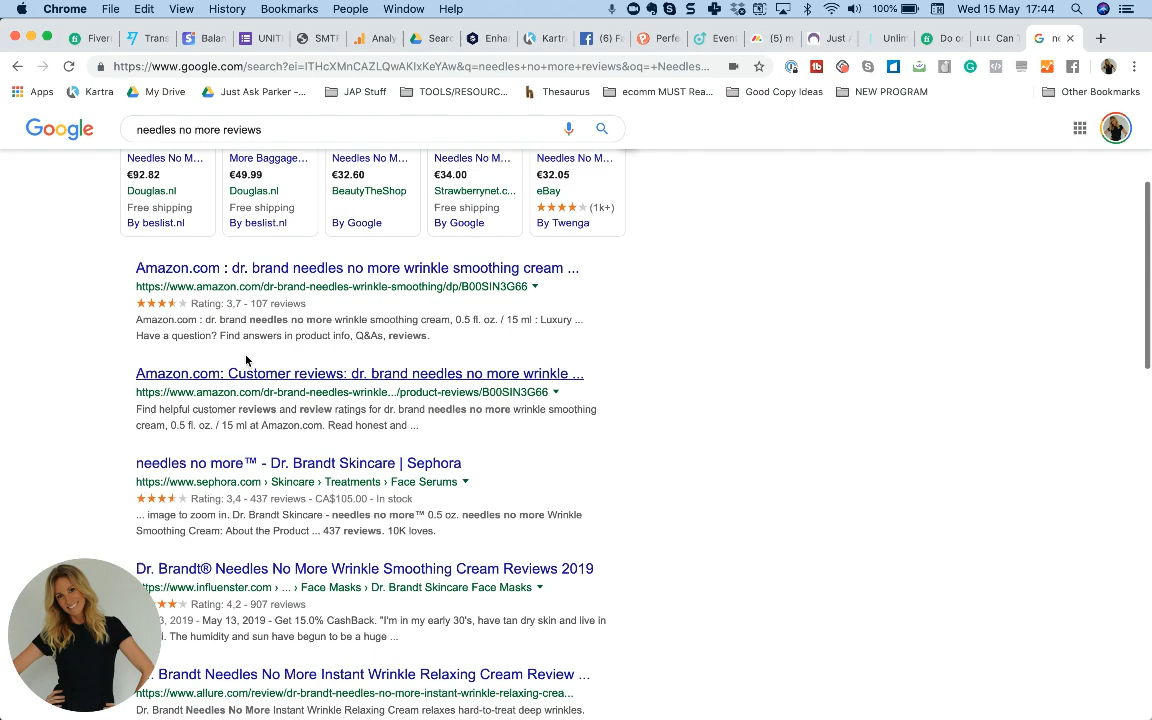 Chrome File Edit View History Bookmarks People Window Help 100% Wed 15 May 17:44
Fiver Trans Balan UNITI SMTF Analy Searc Enha Kartr (6) Fa Perfe Event (5) m Just Unlim Do or Can T ne
https://www.google.com/search?ei=ITHcXMnCAZLQwAKIxKeYAw&q=needles+no+more+reviews&oq=+Needles...
Apps Kartra My Drive Just Ask Parker -... JAP Stuff TOOLS/RESOURC... Thesaurus ecomm MUST Rea... Good Copy Ideas NEW PROGRAM Other Bookmarks
Google needles no more reviews
Needles No M... More Baggage... Needles No M... Needles No M... Needles No M...
€92.82 €49.99 €32.60 €34.00 €32.05
Douglas.nl Douglas.nl BeautyTheShop Strawberrynet.c... eBay
Free shipping Free shipping Free shipping (1k+)
By beslist.nl By beslist.nl By Google By Google By Twenga
Amazon.com : dr. brand needles no more wrinkle smoothing cream ...
https://www.amazon.com/dr-brand-needles-wrinkle-smoothing/dp/B00SIN3G66
Rating: 3,7 - 107 reviews
Amazon.com : dr. brand needles no more wrinkle smoothing cream, 0.5 fl. oz. / 15 ml : Luxury ...
Have a question? Find answers in product info, Q&As, reviews.
Amazon.com: Customer reviews: dr. brand needles no more wrinkle ...
https://www.amazon.com/dr-brand-needles-wrinkle.../product-reviews/B00SIN3G66
Find helpful customer reviews and review ratings for dr. brand needles no more wrinkle smoothing
cream, 0.5 fl. oz. / 15 ml at Amazon.com. Read honest and ...
needles no more™ - Dr. Brandt Skincare | Sephora
https://www.sephora.com › Skincare › Treatments › Face Serums
Rating: 3,4 - 437 reviews - CA$105.00 - In stock
... image to zoom in. Dr. Brandt Skincare - needles no more™ 0.5 oz. needles no more Wrinkle
Smoothing Cream: About the Product ... 437 reviews. 10K loves.
Dr. Brandt® Needles No More Wrinkle Smoothing Cream Reviews 2019
https://www.influenster.com › ... › Face Masks › Dr. Brandt Skincare Face Masks
Rating: 4,2 - 907 reviews
3, 2019 - May 13, 2019 - Get 15.0% CashBack. "I'm in my early 30's, have tan dry skin and live in
i. The humidity and sun have begun to be a huge ...
r. Brandt Needles No More Instant Wrinkle Relaxing Cream Review ...
https://www.allure.com/review/dr-brandt-needles-no-more-instant-wrinkle-relaxing-crea...
Dr. Brandt Needles No More Instant Wrinkle Relaxing Cream relaxes hard-to-treat deep wrinkles.